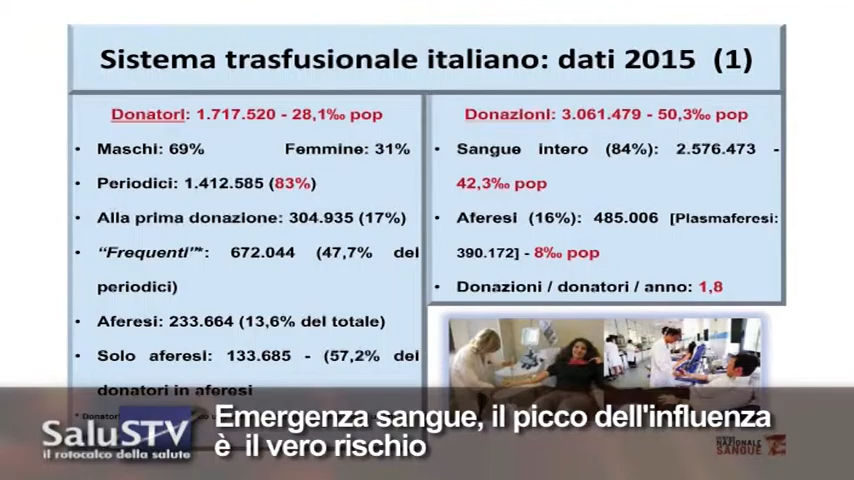 Sistema trasfusionale italiano: dati 2015 (1)
Donatori: 1.717.520 - 28,1‰ pop
Maschi: 69% Femmine: 31%
• Periodici: 1.412.585 (83%)
• Alla prima donazione: 304.935 (17%)
• “Frequenti”*: 672.044 (47,7% dei
periodici)
• Aferesi: 233.664 (13,6% del totale)
• Solo aferesi: 133.685 - (57,2% dei
donatori in aferesi
* Donatori
Donazioni: 3.061.479 - 50,3‰ pop
• Sangue intero (84%): 2.576.473 -
42,3‰ pop
• Aferesi (16%): 485.006 [Plasmaferesi:
390.172] - 8‰ pop
• Donazioni / donatori / anno: 1,8
Emergenza sangue, il picco dell'influenza
è il vero rischio
SaluSTV
il rotocalco della salute
NAZIONALE
SANGUE